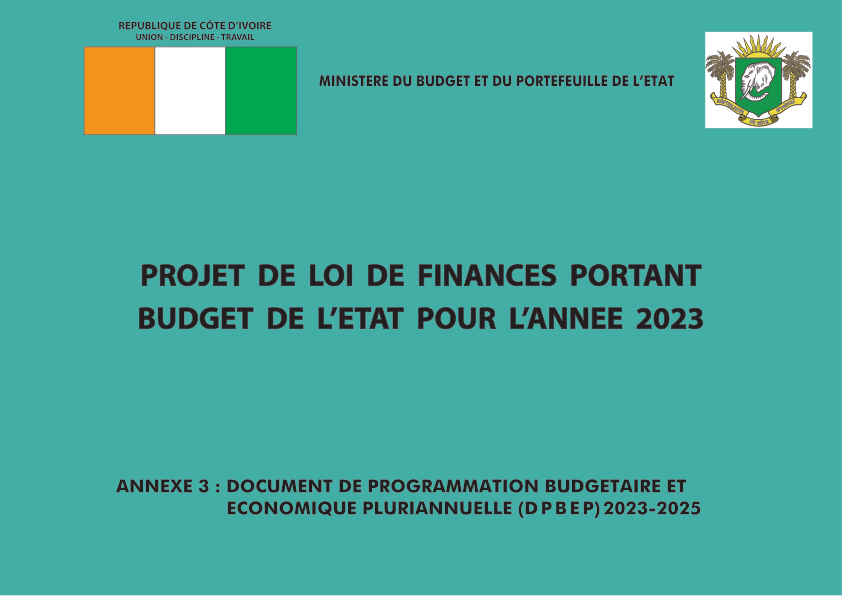 REPUBLIQUE DE CÔTE D'IVOIRE
UNION - DISCIPLINE - TRAVAIL
MINISTERE DU BUDGET ET DU PORTEFEUILLE DE L'ETAT
PROJET DE LOI DE FINANCES PORTANT
BUDGET DE L'ETAT POUR L'ANNEE 2023
ANNEXE 3 : DOCUMENT DE PROGRAMMATION BUDGETAIRE ET
ECONOMIQUE PLURIANNUELLE (D P B E P) 2023-2025